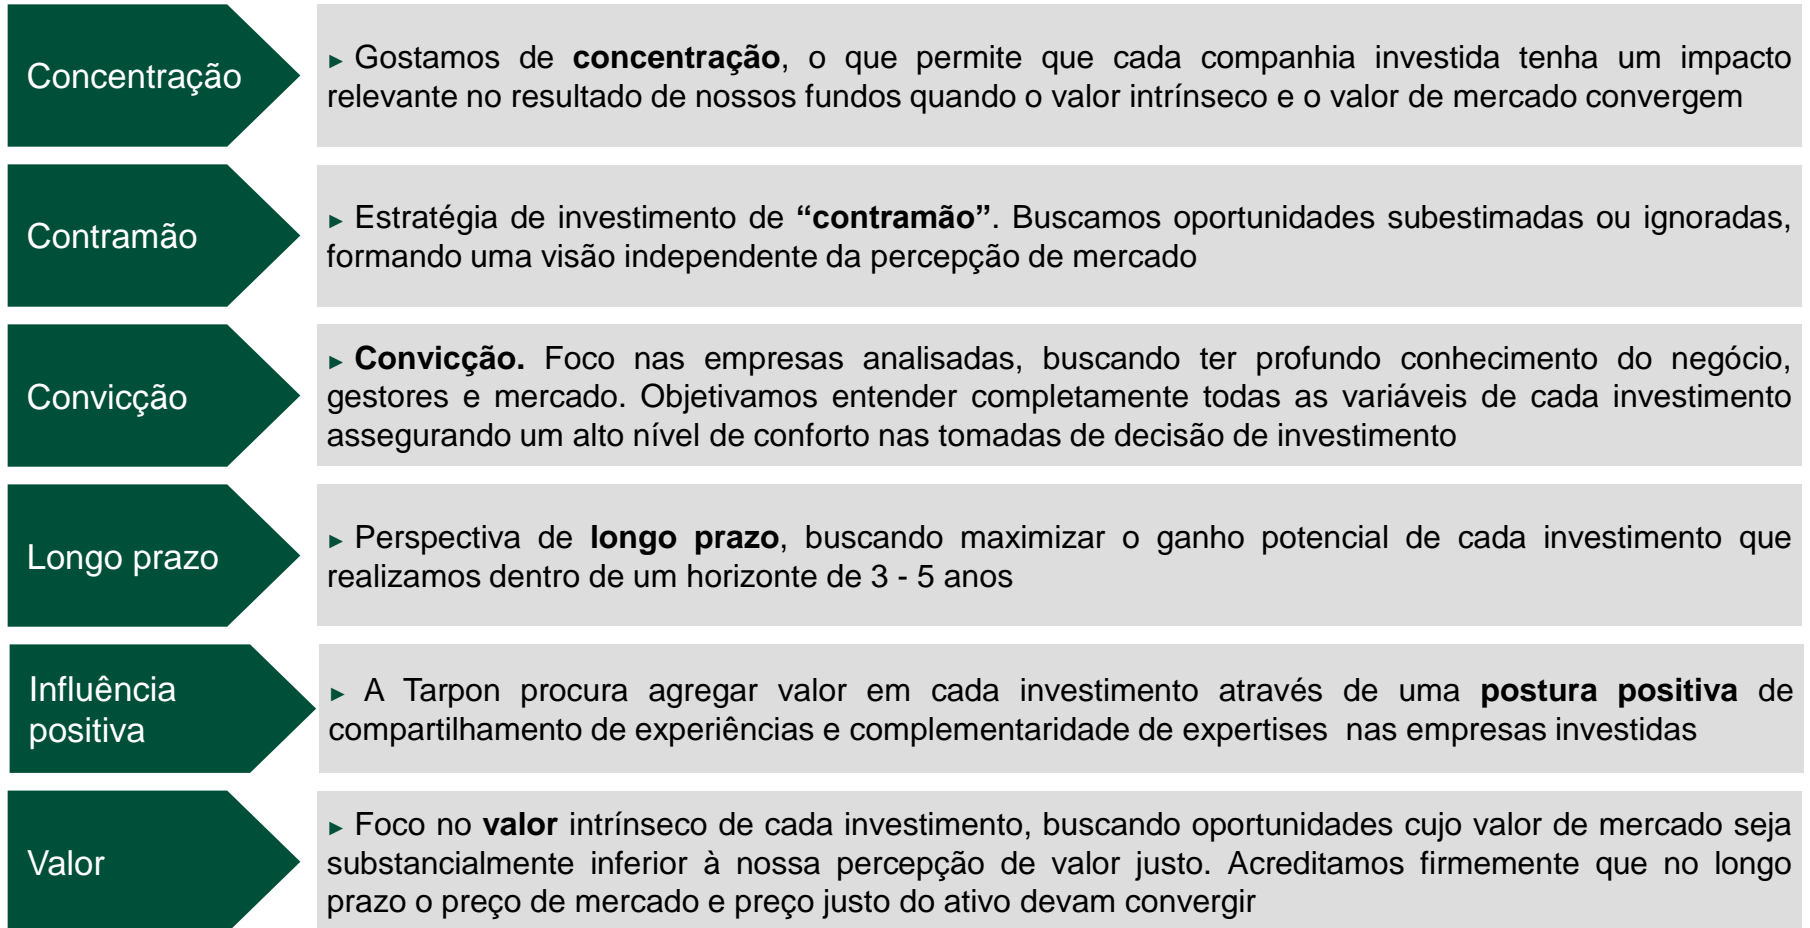 Concentração
► Gostamos de concentração, o que permite que cada companhia investida tenha um impacto
relevante no resultado de nossos fundos quando o valor intrínseco e o valor de mercado convergem
Contramão
► Estratégia de investimento de “contramão”. Buscamos oportunidades subestimadas ou ignoradas,
formando uma visão independente da percepção de mercado
Convicção
► Convicção. Foco nas empresas analisadas, buscando ter profundo conhecimento do negócio,
gestores e mercado. Objetivamos entender completamente todas as variáveis de cada investimento
assegurando um alto nível de conforto nas tomadas de decisão de investimento
Longo prazo
► Perspectiva de longo prazo, buscando maximizar o ganho potencial de cada investimento que
realizamos dentro de um horizonte de 3 - 5 anos
Influência
positiva
► A Tarpon procura agregar valor em cada investimento através de uma postura positiva de
compartilhamento de experiências e complementaridade de expertises  nas empresas investidas
Valor
► Foco no valor intrínseco de cada investimento, buscando oportunidades cujo valor de mercado seja
substancialmente inferior à nossa percepção de valor justo. Acreditamos firmemente que no longo
prazo o preço de mercado e preço justo do ativo devam convergir